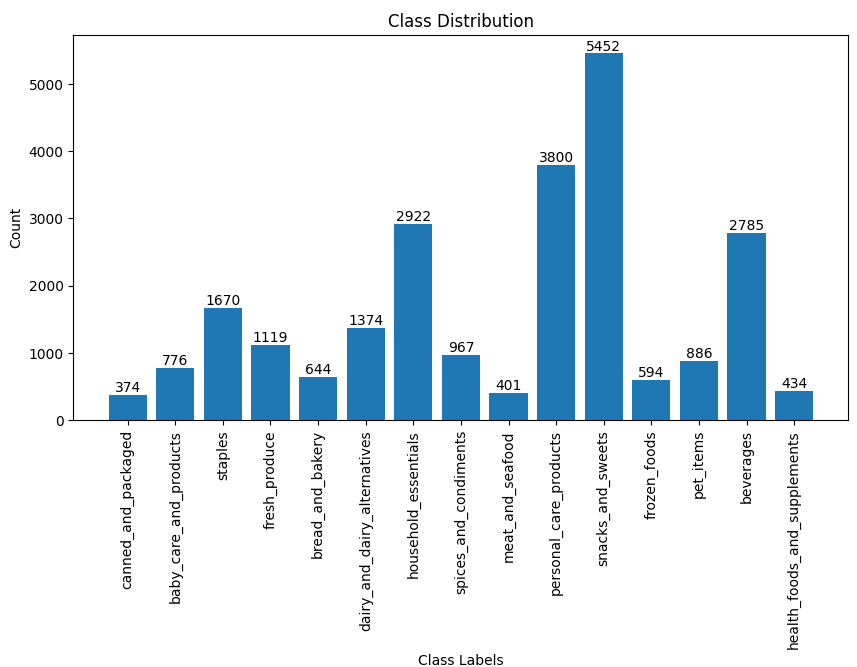 Class Distribution
5452
5000
4000
3800
3000
2922
2785
Count
2000
1670
1374
1119
1000
967
886
776
644
594
434
401
374
0
canned_and_packaged
baby_care_and_products
staples
fresh_produce
bread_and_bakery
dairy_and_dairy_alternatives
household_essentials
spices_and_condiments
meat_and_seafood
personal_care_products
snacks_and_sweets
frozen_foods
pet_items
beverages
health_foods_and_supplements
Class Labels